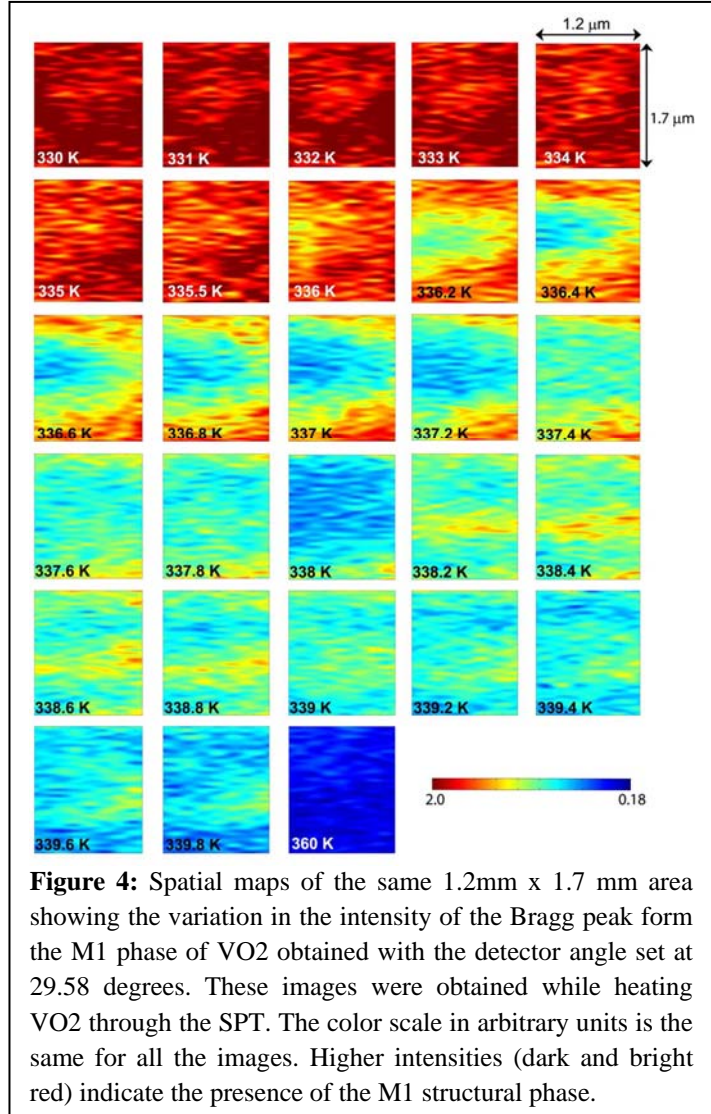 1.2 μm
1.7 μm
330 K 331 K 332 K 333 K 334 K
335 K 335.5 K 336 K 336.2 K 336.4 K
336.6 K 336.8 K 337 K 337.2 K 337.4 K
337.6 K 337.8 K 338 K 338.2 K 338.4 K
338.6 K 338.8 K 339 K 339.2 K 339.4 K
339.6 K 339.8 K 360 K
2.0 0.18
Figure 4: Spatial maps of the same 1.2mm x 1.7 mm area
showing the variation in the intensity of the Bragg peak form
the M1 phase of VO2 obtained with the detector angle set at
29.58 degrees. These images were obtained while heating
VO2 through the SPT. The color scale in arbitrary units is the
same for all the images. Higher intensities (dark and bright
red) indicate the presence of the M1 structural phase.